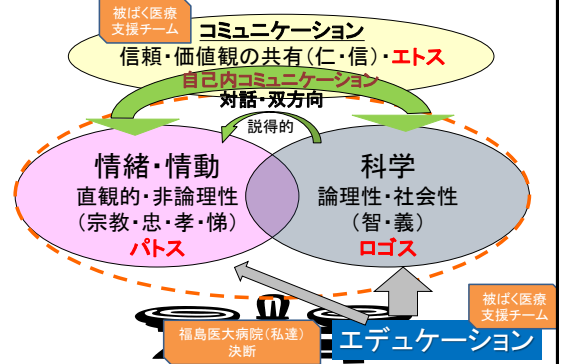 被ばく医療
支援チーム
コミュニケーション
信頼・価値観の共有(仁・信)・エトス
自己内コミュニケーション
対話・双方向
説得的
情緒・情動
直観的・非論理性
(宗教・忠・孝・悌)
パトス
科学
論理性・社会性
(智・義)
ロゴス
被ばく医療
支援チーム
福島医大病院(私達)
決断
エデュケーション